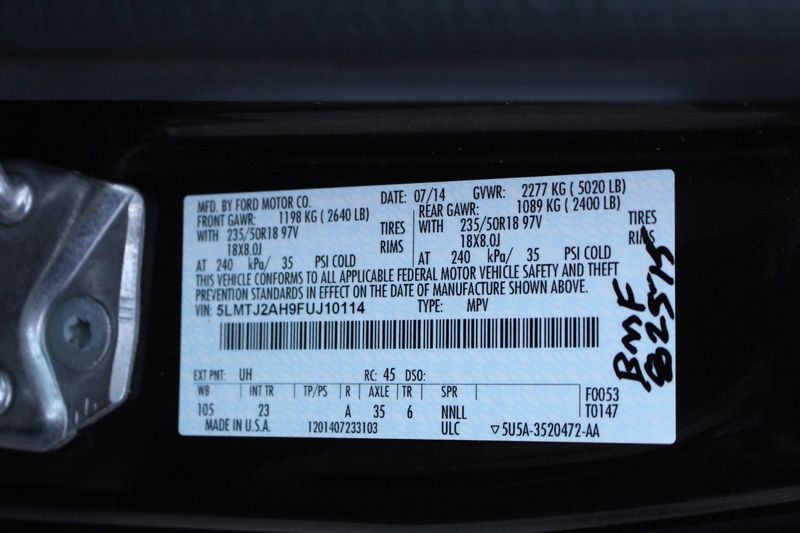 MFD. BY FORD MOTOR CO. DATE: 07/14 GVWR: 2277 KG ( 5020 LB)
FRONT GAWR: 1198 KG ( 2640 LB) REAR GAWR: 1089 KG ( 2400 LB)
WITH 235/50R18 97V TIRES WITH 235/50R18 97V TIRES
18X8.0J RIMS 18X8.0J RIMS
AT 240 kPa/ 35 PSI COLD AT 240 kPa/ 35 PSI COLD
THIS VEHICLE CONFORMS TO ALL APPLICABLE FEDERAL MOTOR VEHICLE SAFETY AND THEFT
PREVENTION STANDARDS IN EFFECT ON THE DATE OF MANUFACTURE SHOWN ABOVE.
VIN: 5LMTJ2AH9FUJ10114 TYPE: MPV
EXT PNT: UH RC: 45 DSO:
WB INT TR TP/PS R AXLE TR SPR F0053
105 23 A 35 6 NNLL T0147
MADE IN U.S.A. 1201407233103 ULC ▽5U5A-3520472-AA
BMF
82575